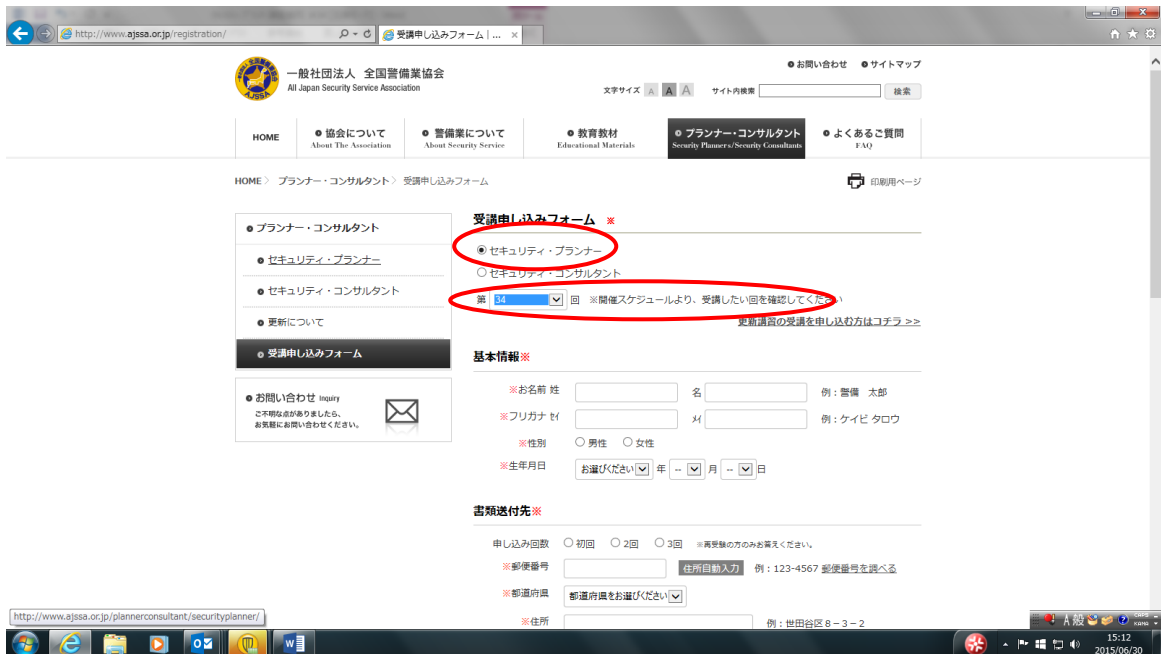 http://www.ajssa.or.jp/registration/
受講申し込みフォーム | ...
一般社団法人 全国警備業協会
All Japan Security Service Association
AJSSA
お問い合わせ サイトマップ
文字サイズ A A A サイト内検索 検索
HOME
協会について
About The Association
警備業について
About Security Service
教育教材
Educational Materials
プランナー・コンサルタント
Security Planners/Security Consultants
よくあるご質問
FAQ
HOME〉 プランナー・コンサルタント〉 受講申し込みフォーム
印刷用ページ
プランナー・コンサルタント
セキュリティ・プランナー
セキュリティ・コンサルタント
更新について
受講申し込みフォーム
お問い合わせ Inquiry
ご不明な点がありましたら、
お気軽にお問い合わせください。
受講申し込みフォーム ※
セキュリティ・プランナー
セキュリティ・コンサルタント
第 34 回 ※開催スケジュールより、受講したい回を確認してください
更新講習の受講を申し込む方はコチラ >>
基本情報※
※お名前 姓 名 例：警備 太郎
※フリガナ セイ メイ 例：ケイビ タロウ
※性別 男性 女性
※生年月日 お選びください 年 -- 月 -- 日
書類送付先※
申し込み回数 初回 2回 3回 ※再受験の方のみお答えください。
※郵便番号 住所自動入力 例：123-4567 郵便番号を調べる
※都道府県 都道府県をお選びください
※住所 例：世田谷区８－３－２
http://www.ajssa.or.jp/plannerconsultant/securityplanner/
A 般 CAPS KANA
15:12
2015/06/30